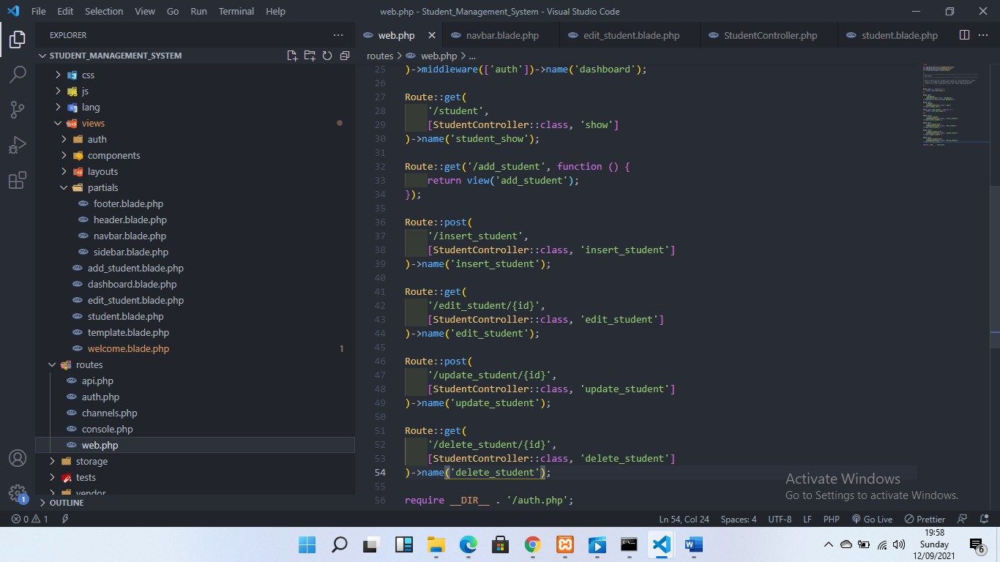 File Edit Selection View Go Run Terminal Help
web.php - Student_Management_System - Visual Studio Code
EXPLORER
STUDENT_MANAGEMENT_SYSTEM
css
js
lang
views
auth
components
layouts
partials
footer.blade.php
header.blade.php
navbar.blade.php
sidebar.blade.php
add_student.blade.php
dashboard.blade.php
edit_student.blade.php
student.blade.php
template.blade.php
welcome.blade.php 1
routes
api.php
auth.php
channels.php
console.php
web.php
storage
tests
vendor
OUTLINE
web.php navbar.blade.php edit_student.blade.php StudentController.php student.blade.php
routes > web.php > ...
25 )->middleware(['auth'])->name('dashboard');
26
27 Route::get(
28 '/student',
29 [StudentController::class, 'show']
30 )->name('student_show');
31
32 Route::get('/add_student', function () {
33 return view('add_student');
34 });
35
36 Route::post(
37 '/insert_student',
38 [StudentController::class, 'insert_student']
39 )->name('insert_student');
40
41 Route::get(
42 '/edit_student/{id}',
43 [StudentController::class, 'edit_student']
44 )->name('edit_student');
45
46 Route::post(
47 '/update_student/{id}',
48 [StudentController::class, 'update_student']
49 )->name('update_student');
50
51 Route::get(
52 '/delete_student/{id}',
53 [StudentController::class, 'delete_student']
54 )->name('delete_student');
55
56 require __DIR__ . '/auth.php';
Activate Windows
Go to Settings to activate Windows.
1
0 1
Ln 54, Col 24 Spaces: 4 UTF-8 LF PHP Go Live Prettier
W
19:58
Sunday
12/09/2021
6